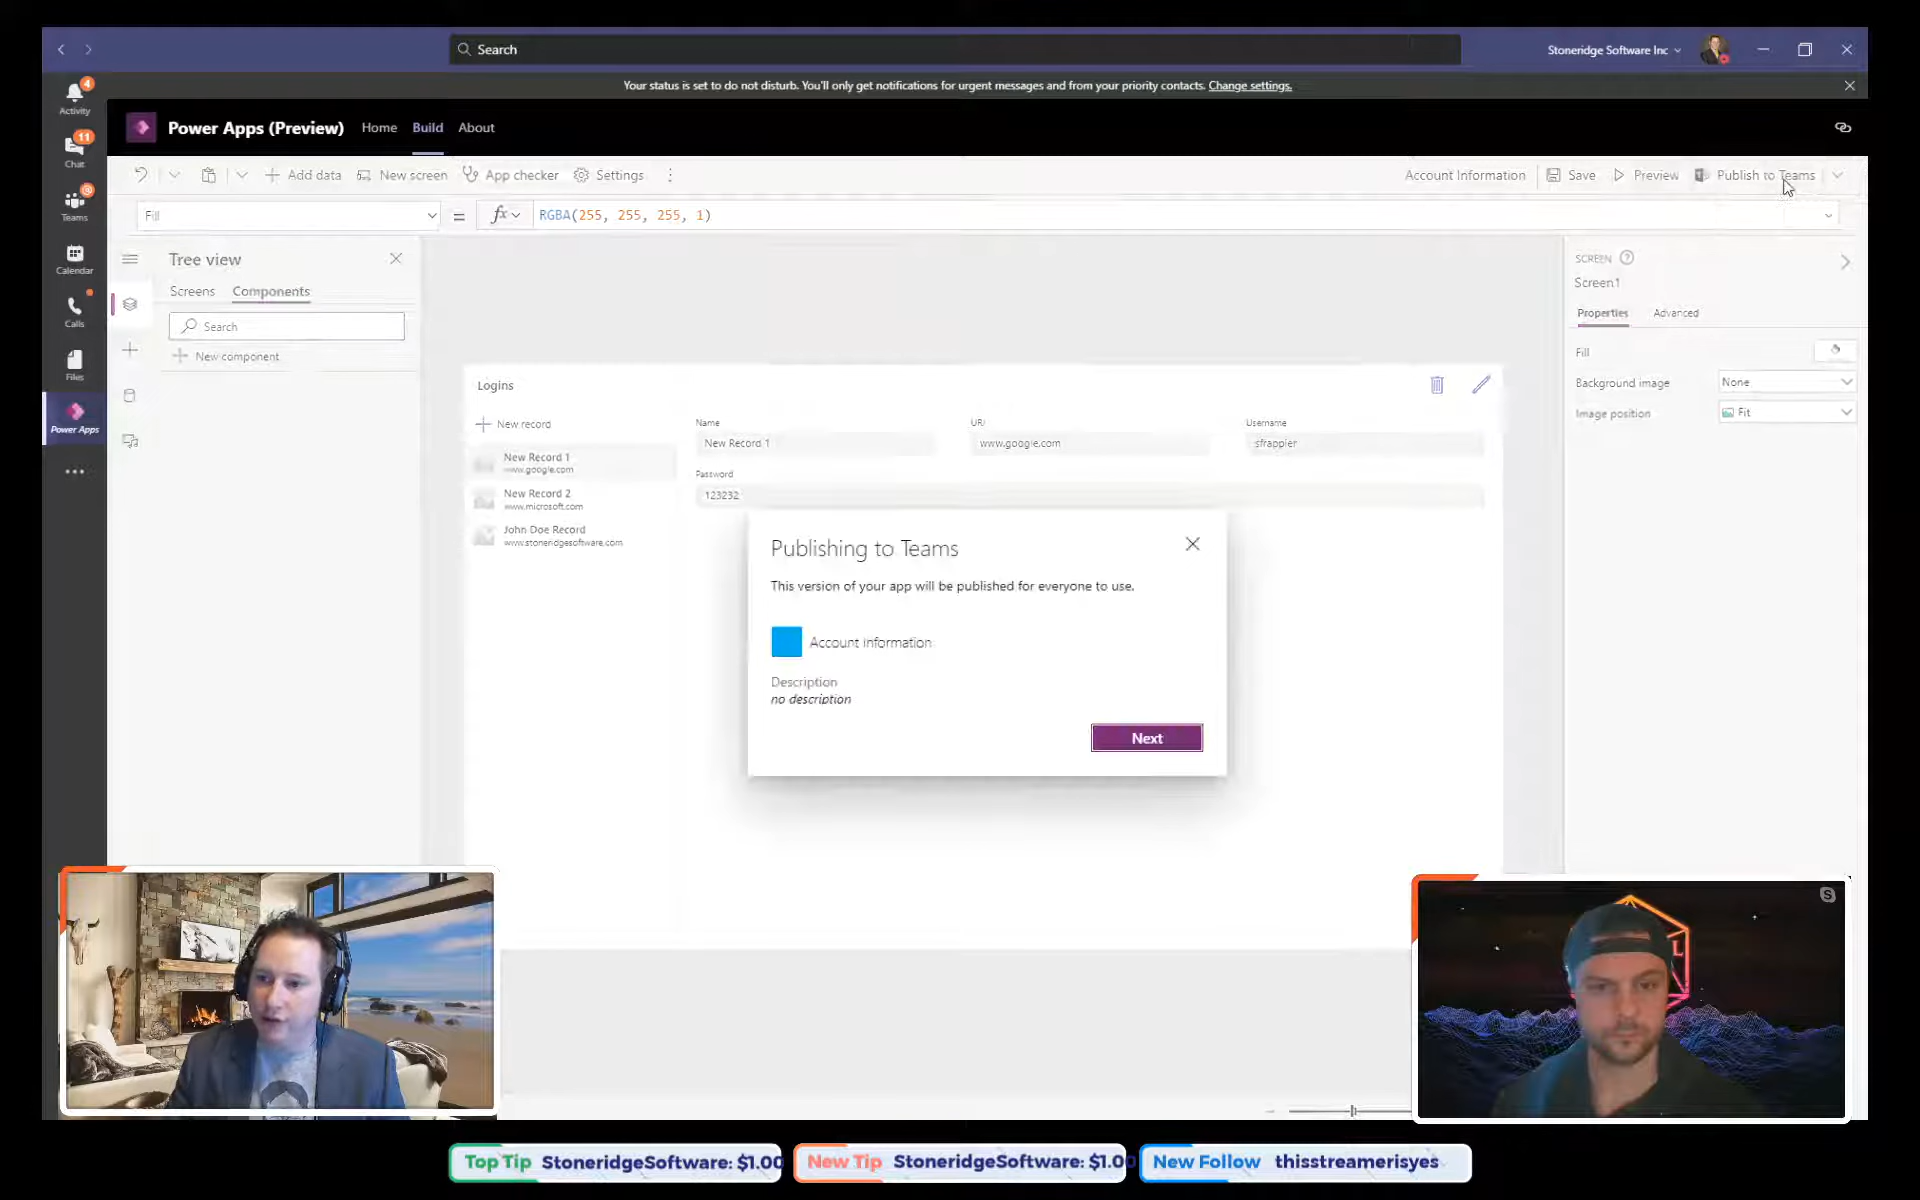 Search
Stoneridge Software Inc
Your status is set to do not disturb. You'll only get notifications for urgent messages and from your priority contacts. Change settings.
4
Activity
11
Chat
@
Teams
Calendar
Calls
Files
Power Apps
Power Apps (Preview)
Home
Build
About
Add data
New screen
App checker
Settings
Account Information
Save
Preview
Publish to Teams
Fill
=
fx
RGBA(255, 255, 255, 1)
Tree view
Screens
Components
Search
New component
SCREEN
Screen1
Properties
Advanced
Fill
Background image
None
Image position
Fit
Logins
New record
New Record 1
www.google.com
New Record 2
www.microsoft.com
John Doe Record
www.stoneridgesoftware.com
Name
New Record 1
URl
www.google.com
Username
sfrappier
Password
123232
Publishing to Teams
This version of your app will be published for everyone to use.
Account Information
Description
no description
Next
Top Tip StoneridgeSoftware: $1.00
New Tip StoneridgeSoftware: $1.00
New Follow thisstreamerisyes